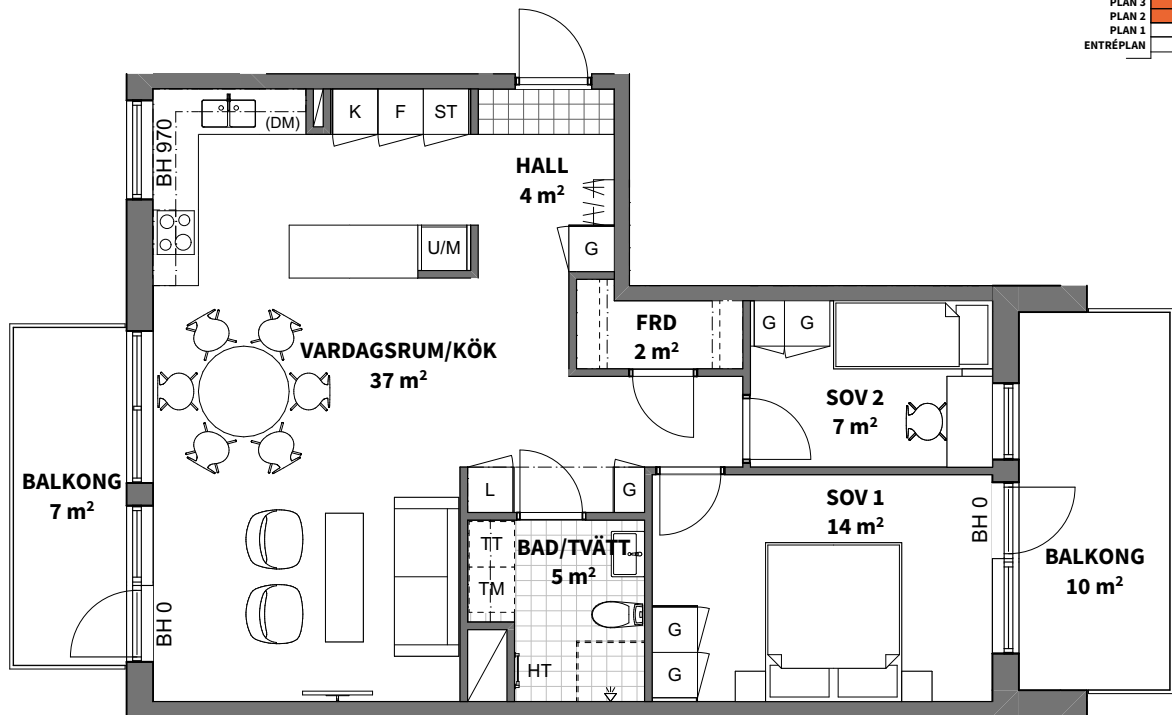 PLAN 3
PLAN 2
PLAN 1
ENTRÉPLAN
BH 970
(DM)
K
F
ST
HALL
4 m²
U/M
G
FRD
2 m²
G
G
VARDAGSRUM/KÖK
37 m²
SOV 2
7 m²
BALKONG
7 m²
L
G
SOV 1
14 m²
BH 0
TT
BAD/TVÄTT
5 m²
TM
BALKONG
10 m²
BH 0
G
HT
G